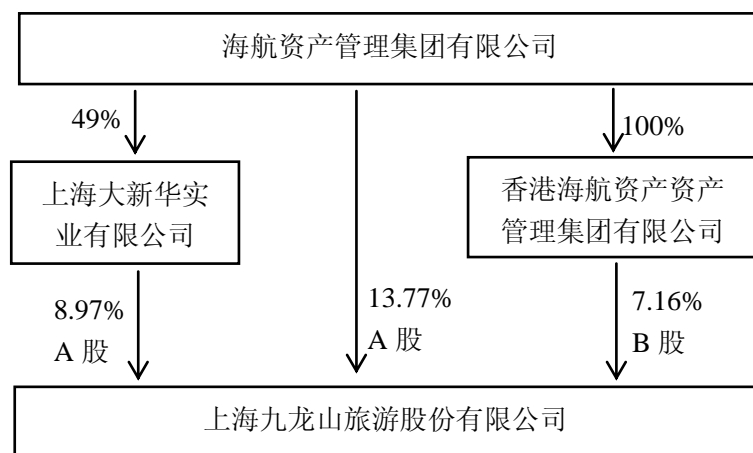 海航资产管理集团有限公司
49%
100%
上海大新华实
业有限公司
香港海航资产资产
管理集团有限公司
8.97%
A 股
13.77%
A 股
7.16%
B 股
上海九龙山旅游股份有限公司